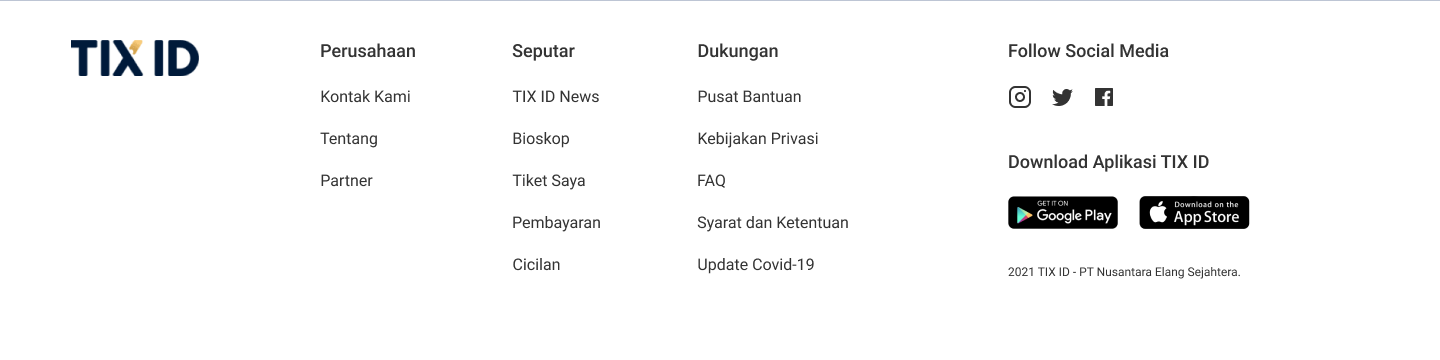 TIX ID
Perusahaan
Kontak Kami
Tentang
Partner
Seputar
TIX ID News
Bioskop
Tiket Saya
Pembayaran
Cicilan
Dukungan
Pusat Bantuan
Kebijakan Privasi
FAQ
Syarat dan Ketentuan
Update Covid-19
Follow Social Media
Download Aplikasi TIX ID
GET IT ON
Google Play
Download on the
App Store
2021 TIX ID - PT Nusantara Elang Sejahtera.